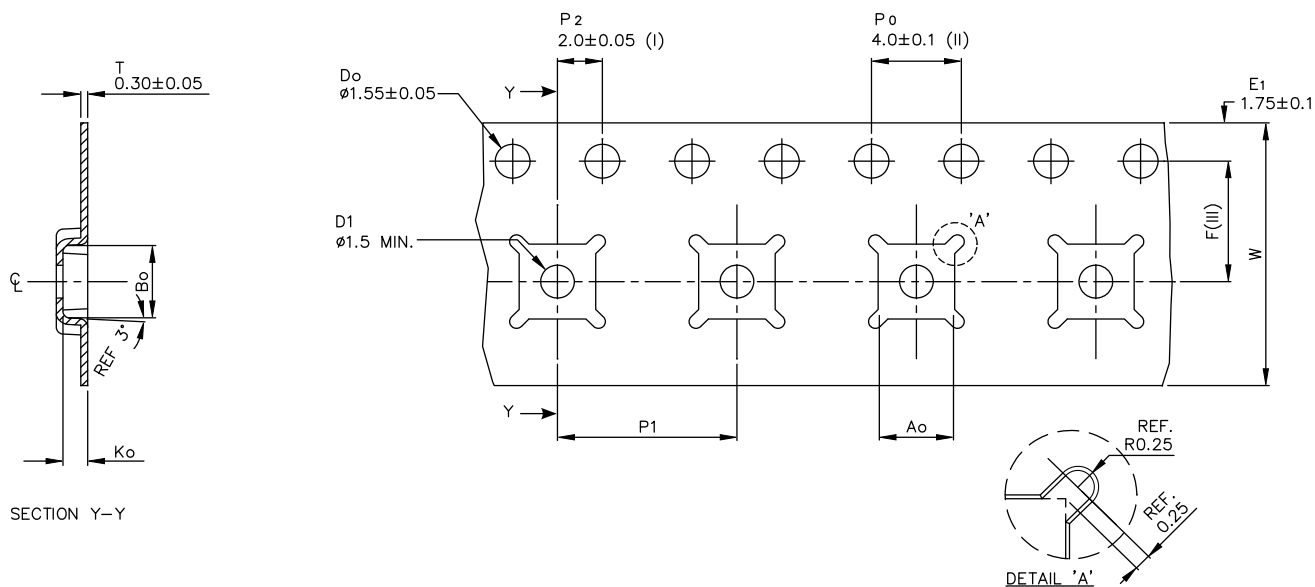 P2
2.0±0.05 (I)
P0
4.0±0.1 (II)
T
0.30±0.05
Do
ø1.55±0.05
Y
E1
1.75±0.1
D1
ø1.5 MIN.
'A'
F(III)
W
℄
Bo
REF 3°
Y
P1
Ao
Ko
REF.
R0.25
REF.
0.25
SECTION Y-Y
DETAIL 'A'